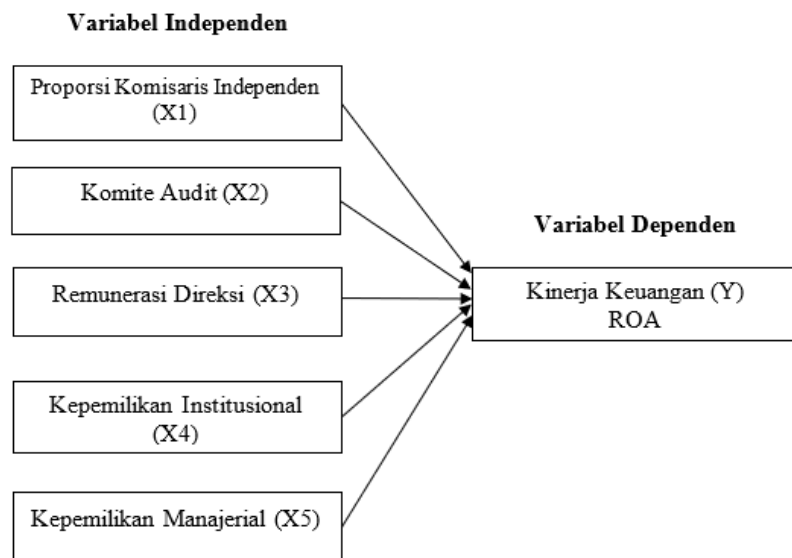 Variabel Independen
Proporsi Komisaris Independen
(X1)
Komite Audit (X2)
Remunerasi Direksi (X3)
Kepemilikan Institusional
(X4)
Kepemilikan Manajerial (X5)
Variabel Dependen
Kinerja Keuangan (Y)
ROA